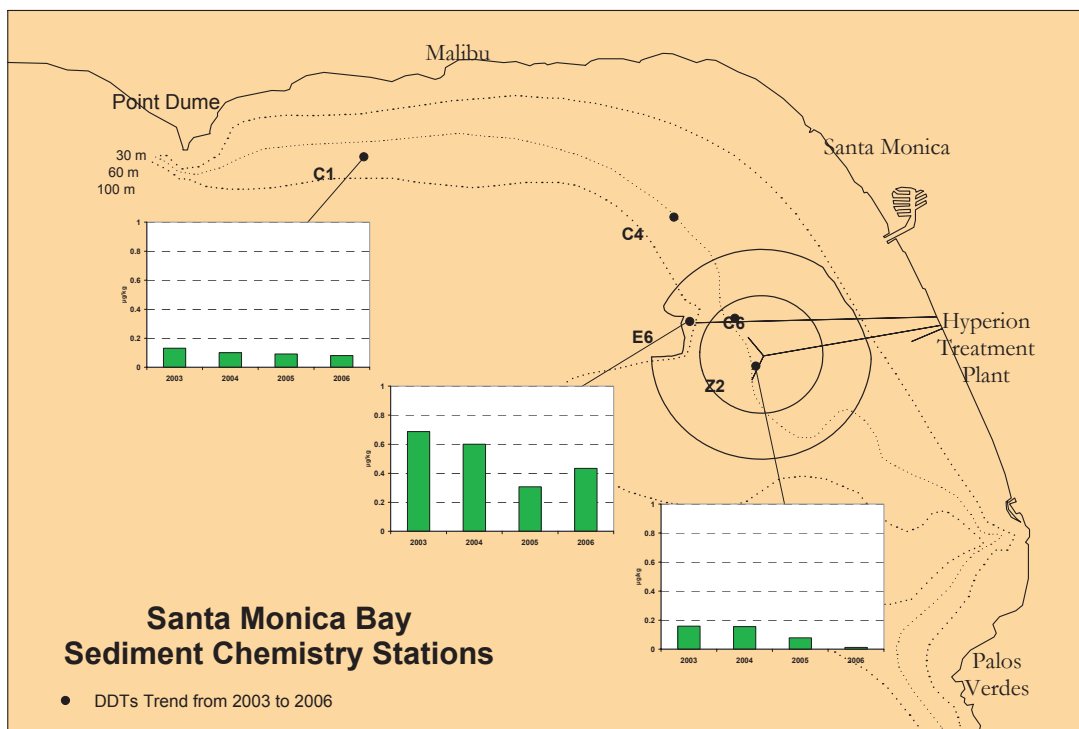 Malibu
Point Dume
Santa Monica
30 m
60 m
100 m
C1
C4
E6
C6
Z2
Hyperion
Treatment
Plant
µg/kg
1
0.8
0.6
0.4
0.2
0
2003 2004 2005 2006
µg/kg
1
0.8
0.6
0.4
0.2
0
2003 2004 2005 2006
µg/kg
1
0.8
0.6
0.4
0.2
0
2003 2004 2005 2006
Santa Monica Bay
Sediment Chemistry Stations
DDTs Trend from 2003 to 2006
Palos
Verdes